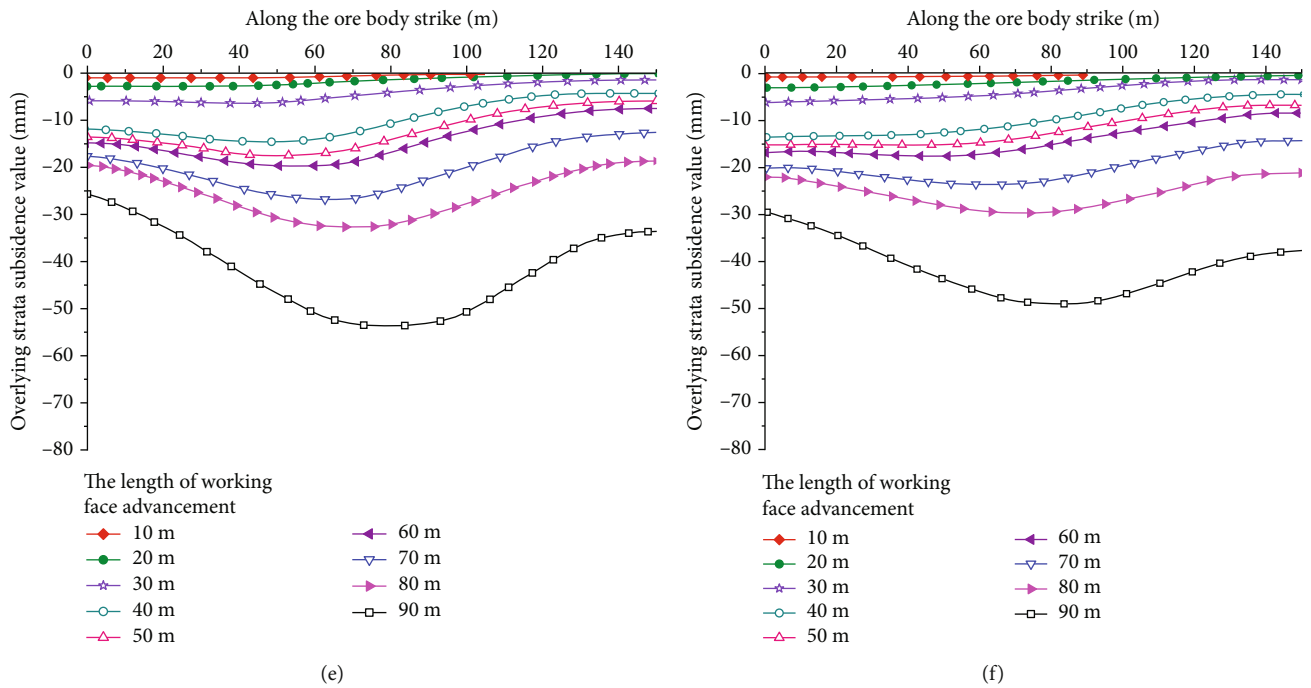 Along the ore body strike (m)
0 20 40 60 80 100 120 140
0
−10
−20
−30
−40
−50
−60
−70
−80
Overlying strata subsidence value (mm)
The length of working
face advancement
10 m
20 m
30 m
40 m
50 m
60 m
70 m
80 m
90 m
(e)
Along the ore body strike (m)
0 20 40 60 80 100 120 140
0
−10
−20
−30
−40
−50
−60
−70
−80
Overlying strata subsidence value (mm)
The length of working
face advancement
10 m
20 m
30 m
40 m
50 m
60 m
70 m
80 m
90 m
(f)